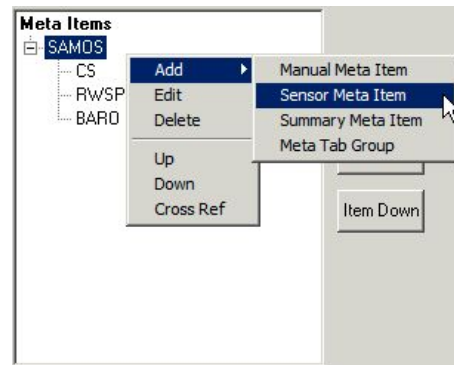 Meta Items
SAMOS
CS
RWSP
BARO
Add
Edit
Delete
Up
Down
Cross Ref
Manual Meta Item
Sensor Meta Item
Summary Meta Item
Meta Tab Group
Item Down